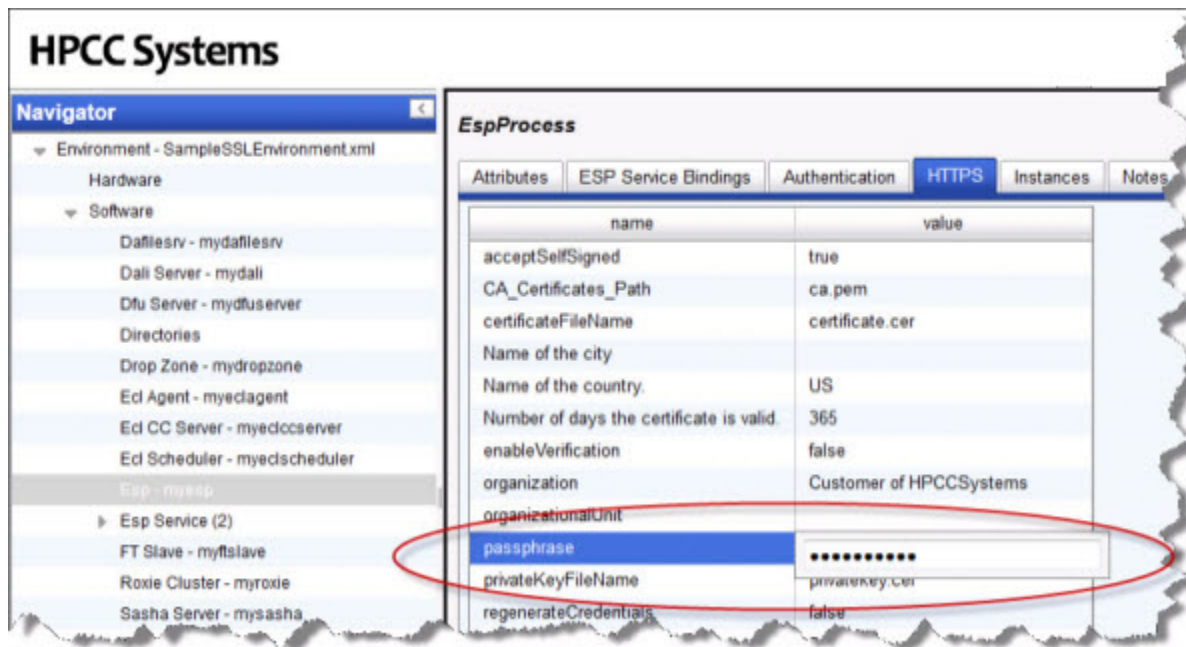 HPCC Systems
Navigator
Environment - SampleSSLEnvironment.xml
Hardware
Software
Dafilesrv - mydafilesrv
Dali Server - mydali
Dfu Server - mydfuserver
Directories
Drop Zone - mydropzone
Ecl Agent - myeclagent
Ecl CC Server - myeclccserver
Ecl Scheduler - myeclscheduler
Esp - myesp
Esp Service (2)
FT Slave - myftslave
Roxie Cluster - myroxie
Sasha Server - mysasha
EspProcess
Attributes ESP Service Bindings Authentication HTTPS Instances Notes
name value
acceptSelfSigned true
CA_Certificates_Path ca.pem
certificateFileName certificate.cer
Name of the city
Name of the country. US
Number of days the certificate is valid. 365
enableVerification false
organization Customer of HPCCSystems
organizationalUnit
passphrase ••••••••••
privateKeyFileName privatekey.cer
regenerateCredentials false